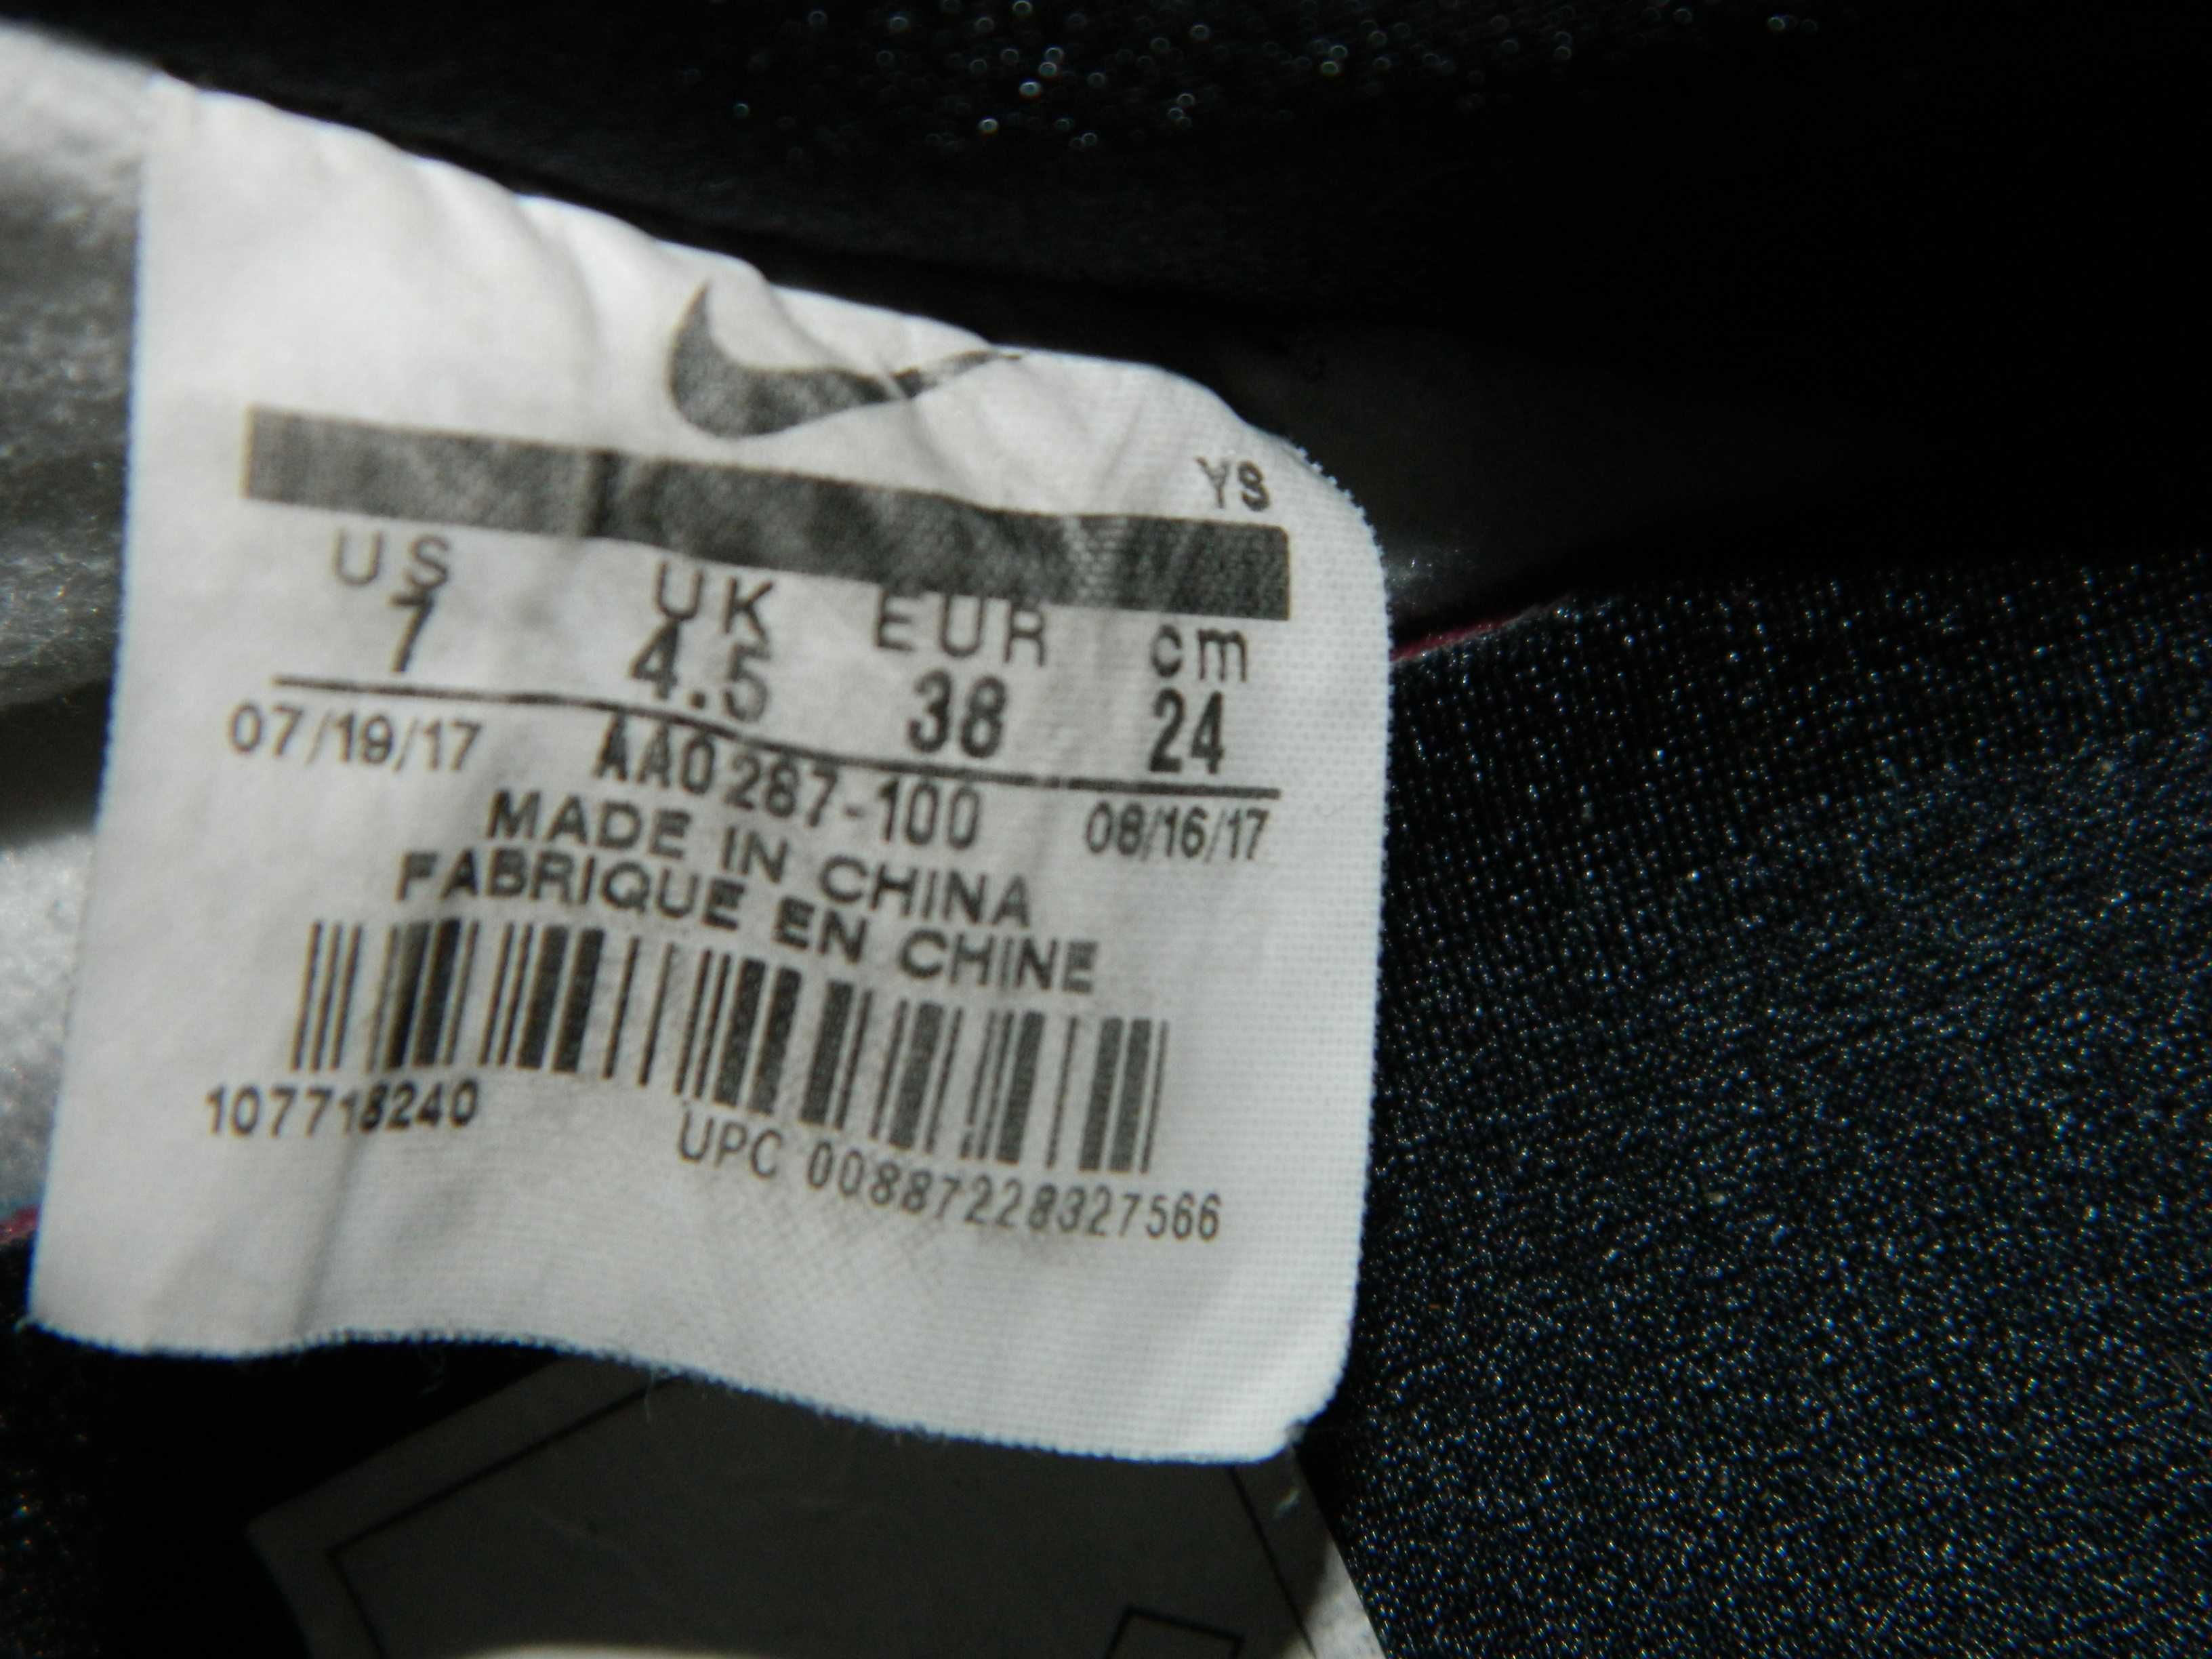 YS
US UK EUR cm
7 4.5 38 24
07/19/17 AA0287-100 08/16/17
MADE IN CHINA
FABRIQUE EN CHINE
107718240
UPC 00887228327566